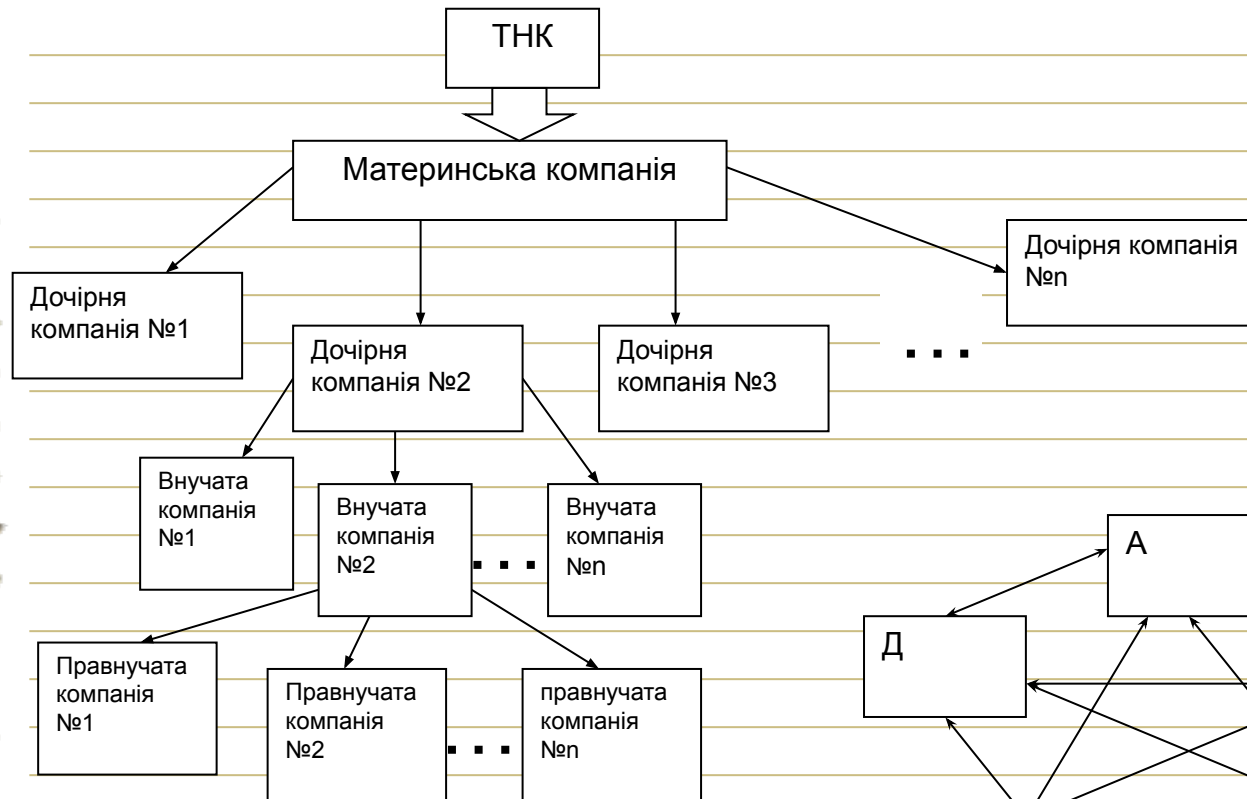 ТНК
Материнська компанія
Дочірня
компанія №1
Дочірня
компанія №2
Дочірня
компанія №3
...
Дочірня компанія
№n
Внучата
компанія
№1
Внучата
компанія
№2
...
Внучата
компанія
№n
Правнучата
компанія
№1
Правнучата
компанія
№2
...
правнучата
компанія
№n
А
Д